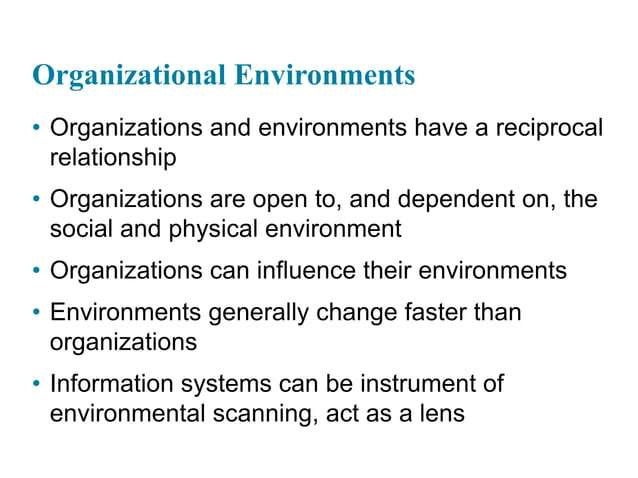 Organizational Environments
• Organizations and environments have a reciprocal
relationship
• Organizations are open to, and dependent on, the
social and physical environment
• Organizations can influence their environments
• Environments generally change faster than
organizations
• Information systems can be instrument of
environmental scanning, act as a lens